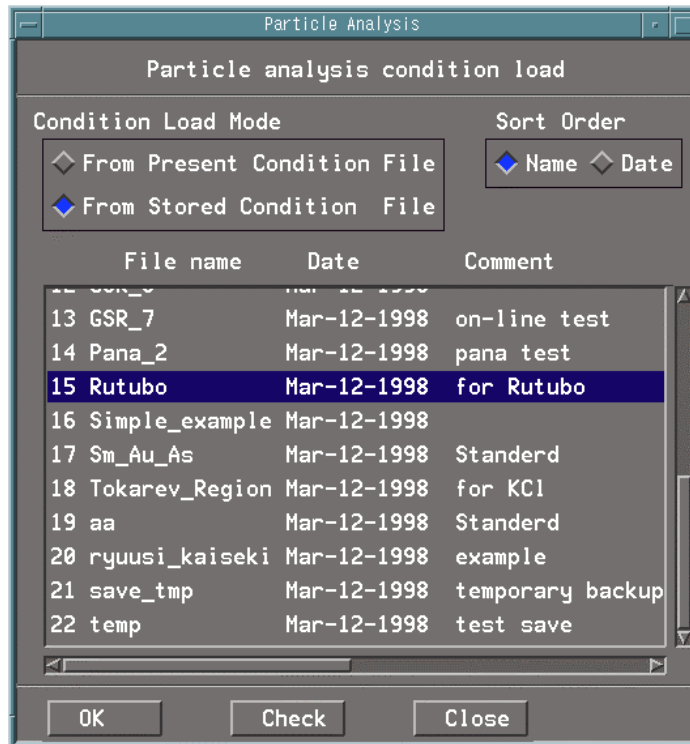 Particle Analysis
Particle analysis condition load
Condition Load Mode
Sort Order
From Present Condition File
Name Date
From Stored Condition File
File name Date Comment
13 GSR_7 Mar-12-1998 on-line test
14 Pana_2 Mar-12-1998 pana test
15 Rutubo Mar-12-1998 for Rutubo
16 Simple_example Mar-12-1998
17 Sm_Au_As Mar-12-1998 Standerd
18 Tokarev_Region Mar-12-1998 for KCl
19 aa Mar-12-1998 Standerd
20 ryuusi_kaiseki Mar-12-1998 example
21 save_tmp Mar-12-1998 temporary backup
22 temp Mar-12-1998 test save
OK Check Close